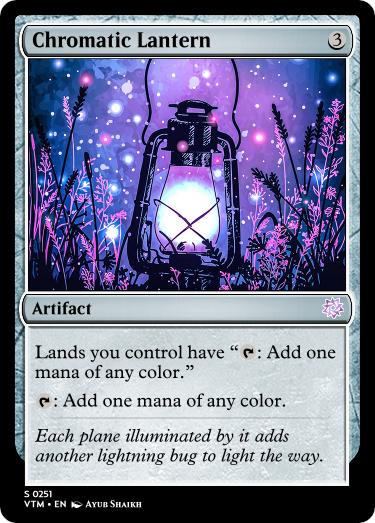 Chromatic Lantern 3
Artifact
Lands you control have “: Add one
mana of any color.”
: Add one mana of any color.
Each plane illuminated by it adds
another lightning bug to light the way.
S 0251
VTM • EN Ayub Shaikh